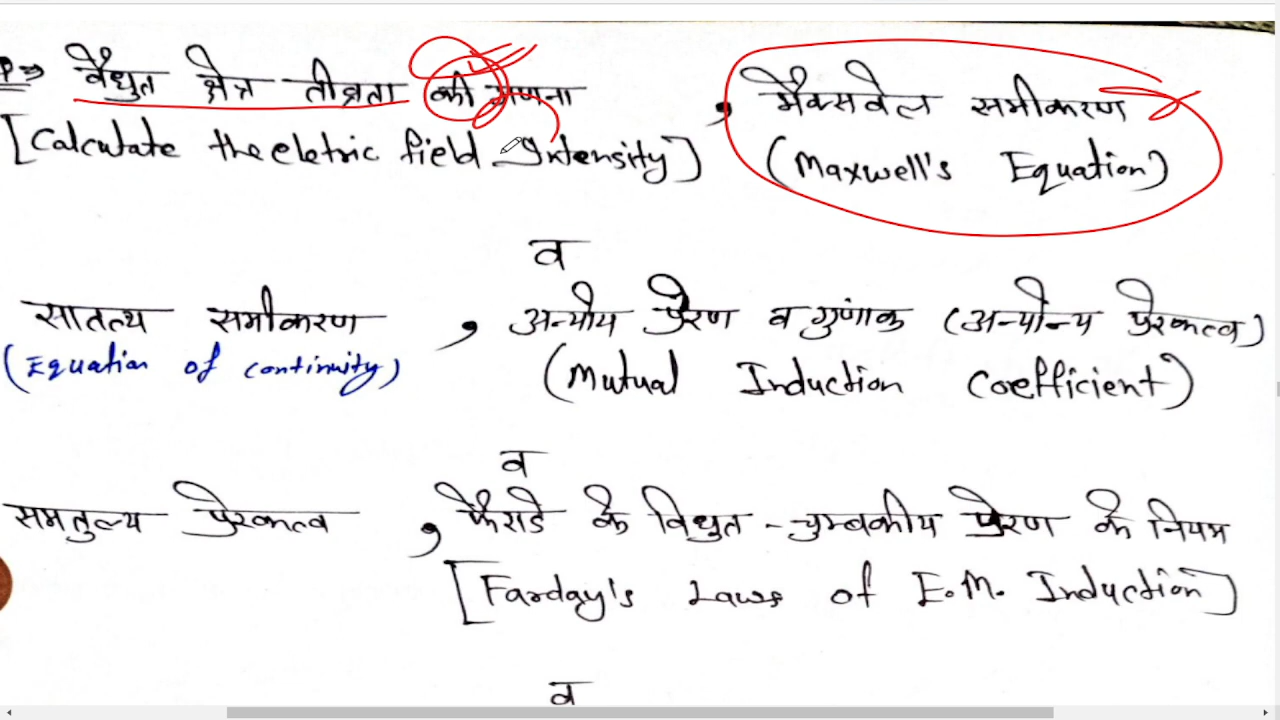 P⇒ वैधुत क्षेत्र तीव्रता की गणना , मैक्सवेल समीकरण
[Calculate the eletric field Intensity] (Maxwell's Equation)
व
सातत्य समीकरण , अन्योय प्रेरण व गुणांक (अन्योन्य प्रेरकत्व)
(Equation of continuity) (Mutual Induction Coefficient)
व
समतुल्य प्रेरकत्व , फैराडे के विधुत - चुम्बकीय प्रेरण के नियम
[Farday's Laws of E.M. Induction]
व